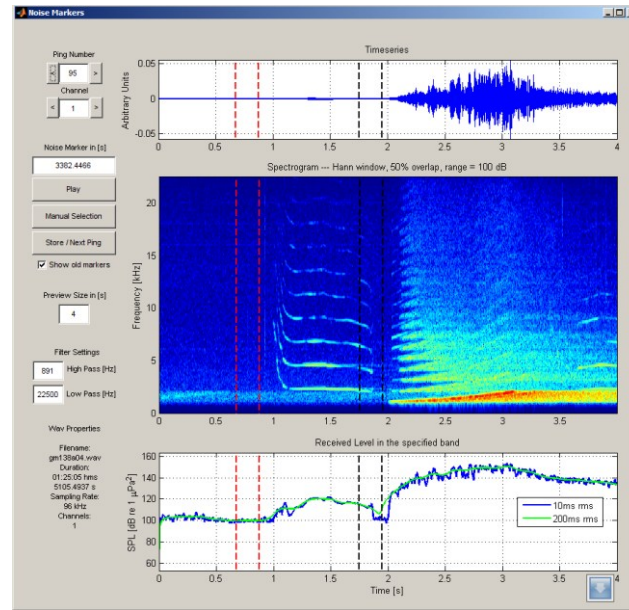 Noise Markers
Ping Number
< 95 >
Channel
< 1 >
Noise Marker in [s]
3382.4466
Play
Manual Selection
Store / Next Ping
Show old markers
Preview Size in [s]
4
Filter Settings
891 High Pass [Hz]
22500 Low Pass [Hz]
Wav Properties
Filename:
gm138a04.wav
Duration:
01:25:05 hms
5105.4937 s
Sampling Rate:
96 kHz
Channels:
1
Timeseries
Arbitrary Units
0.05
0
-0.05
0 0.5 1 1.5 2 2.5 3 3.5 4
Spectrogram --- Hann window, 50% overlap, range = 100 dB
Frequency [kHz]
20
15
10
5
0
0 0.5 1 1.5 2 2.5 3 3.5
Received Level in the specified band
SPL [dB re 1 µPa²]
160
140
120
100
80
60
10ms rms
200ms rms
0 0.5 1 1.5 2 2.5 3 3.5 4
Time [s]